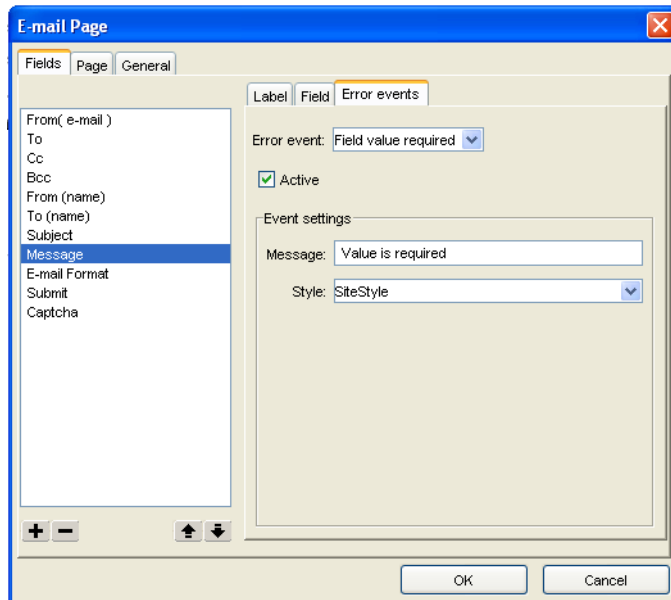 E-mail Page
Fields Page General
Label Field Error events
From( e-mail )
To
Cc
Bcc
From (name)
To (name)
Subject
Message
E-mail Format
Submit
Captcha
Error event: Field value required
Active
Event settings
Message: Value is required
Style: SiteStyle
OK Cancel